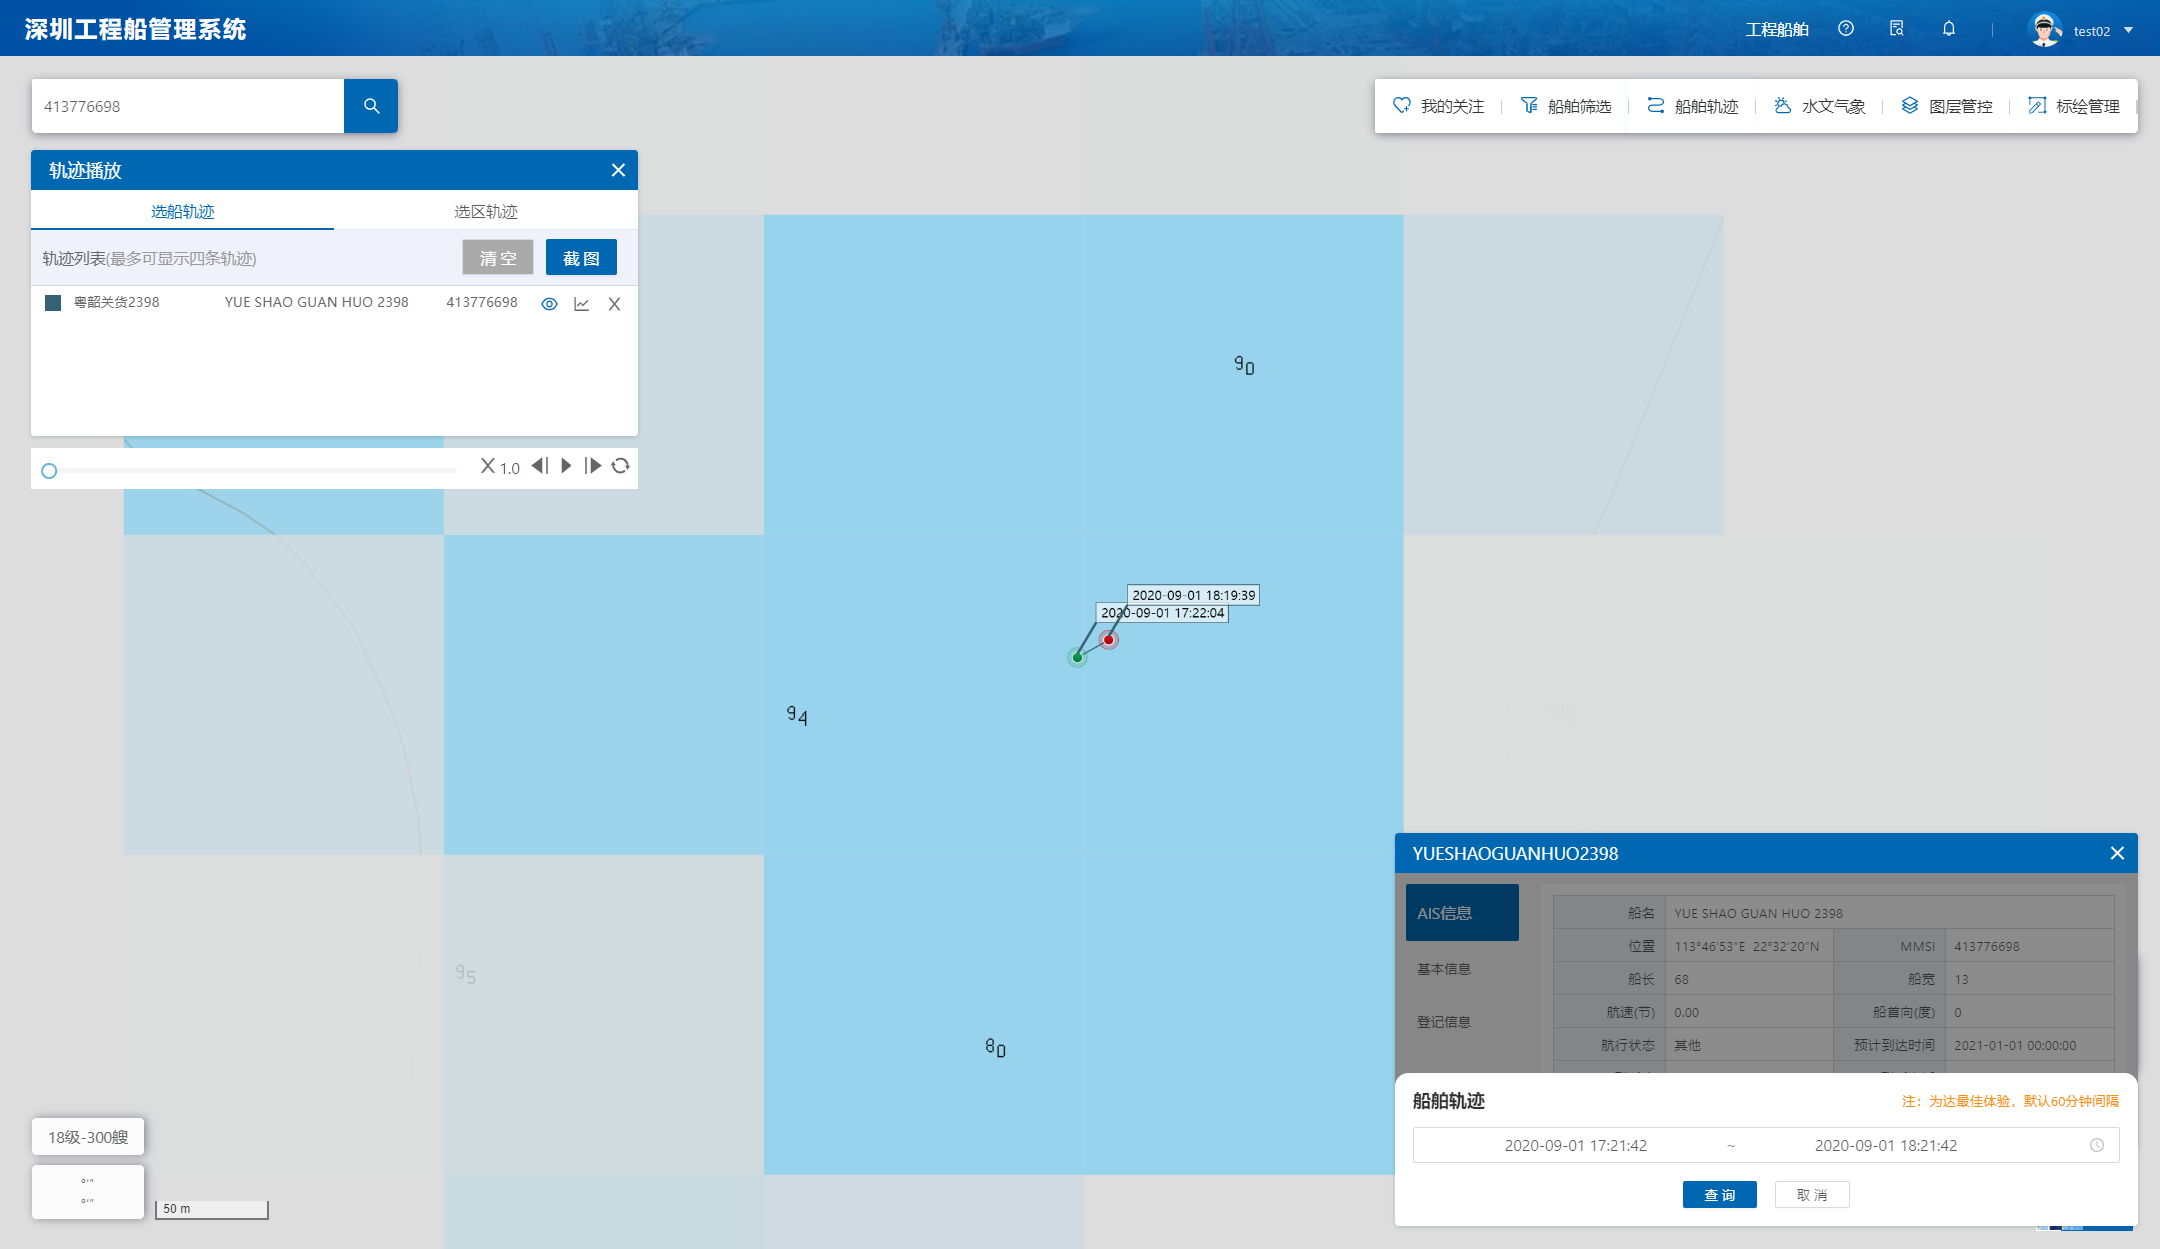 深圳工程船管理系统
工程船舶
test02
413776698
我的关注
船舶筛选
船舶轨迹
水文气象
图层管控
标绘管理
轨迹播放
选船轨迹
选区轨迹
轨迹列表(最多可显示四条轨迹)
清空
截图
粤韶关货2398
YUE SHAO GUAN HUO 2398
413776698
X 1.0
90
2020-09-01 18:19:39
2020-09-01 17:22:04
94
95
80
YUESHAOGUANHUO2398
AIS信息
基本信息
登记信息
船名 YUE SHAO GUAN HUO 2398
位置 113°46′53″E 22°32′20″N MMSI 413776698
船长 68 船宽 13
航速(节) 0.00 船首向(度) 0
航行状态 其他 预计到达时间 2021-01-01 00:00:00
船舶轨迹
注：为达最佳体验，默认60分钟间隔
2020-09-01 17:21:42 ~ 2020-09-01 18:21:42
查询
取消
18级-300艘
°′″
°′″
50 m